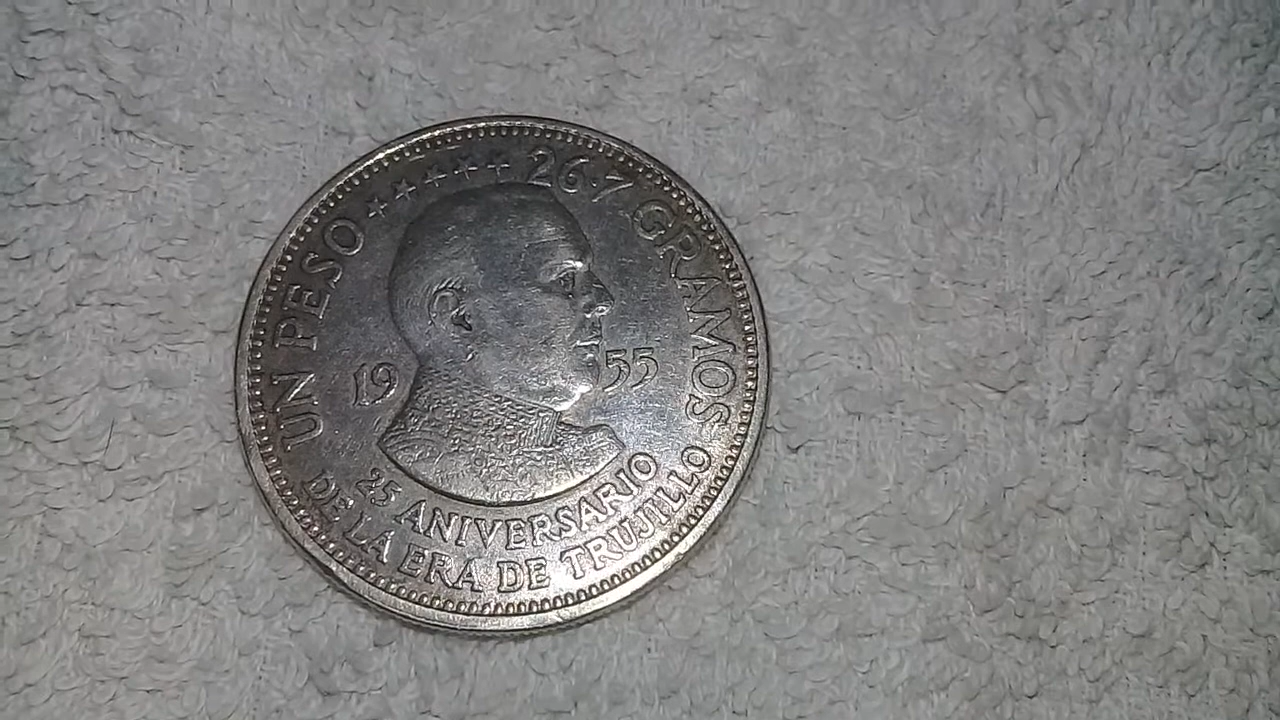 UN PESO ★★★★★ 26·7 GRAMOS
19 55
25 ANIVERSARIO
DE LA ERA DE TRUJILLO